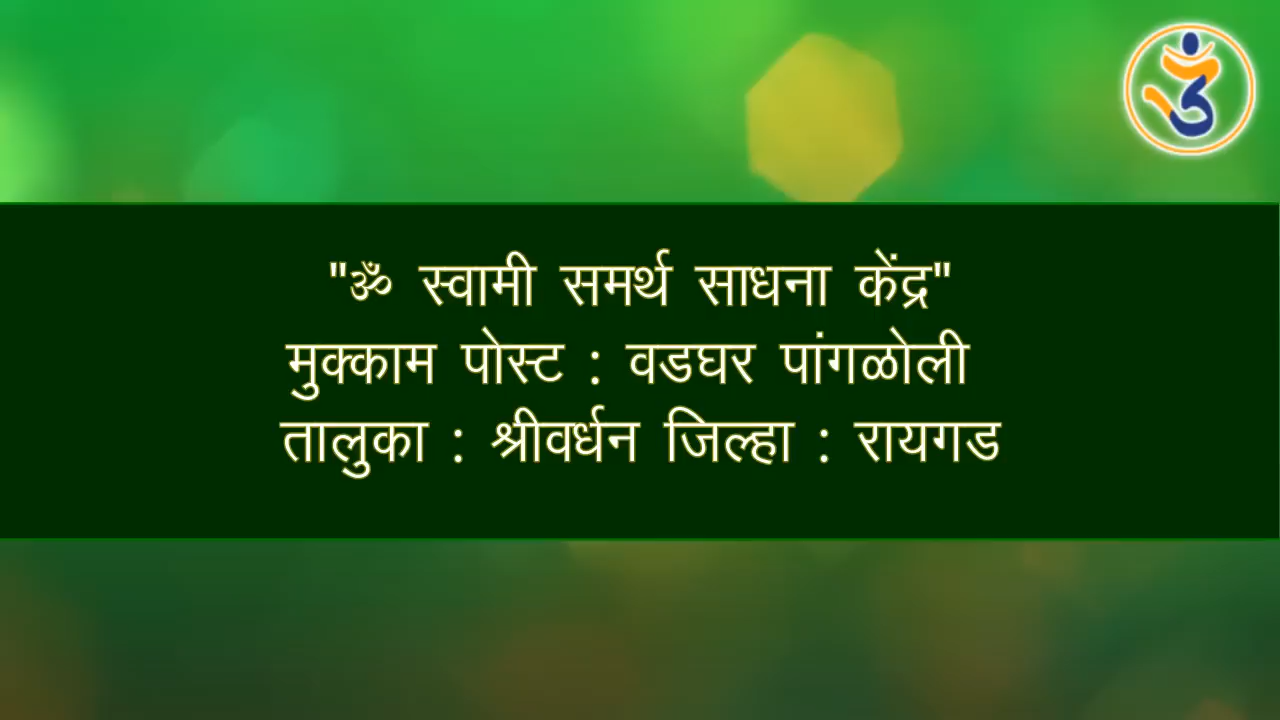 "ॐ स्वामी समर्थ साधना केंद्र"
मुक्काम पोस्ट : वडघर पांगळोली
तालुका : श्रीवर्धन जिल्हा : रायगड